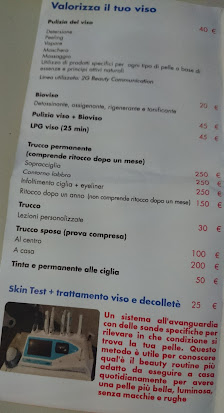 Valorizza il tuo viso
Pulizia del viso 40 €
Detersione
Peeling
Vapore
Maschera
Massaggio
Utilizzo di prodotti specifici per ogni tipo di pelle a base di
essenze e principi attivi naturali
Linea utilizzata: 2G Beauty Communication
Bioviso 20 €
Detossinante, ossigenante, rigenerante e tonificante
Pulizia viso + Bioviso 45 €
LPG viso (25 min) 45 €
Trucco permanente
(comprende ritocco dopo un mese)
Sopracciglia 250 €
Contorno labbra 250 €
Infoltimento ciglia + eyeliner 250 €
Ritocco dopo un anno (non comprende ritocco dopo un mese) 150 €
Trucco
Lezioni personalizzate 30 €
Trucco sposa (prova compresa)
Al centro 100 €
A casa 200 €
Tinta e permanente alle ciglia 50 €
Skin Test + trattamento viso e decolletè 25 €
Un sistema all'avanguardia
con delle sonde specifiche per
rilevare in che condizioni si
trova la tua pelle. Questo
metodo è utile per conoscere
qual'è il beauty routine più
adatto da eseguire a casa
quotidianamente per avere
una pelle più bella, luminosa,
senza macchie e rughe